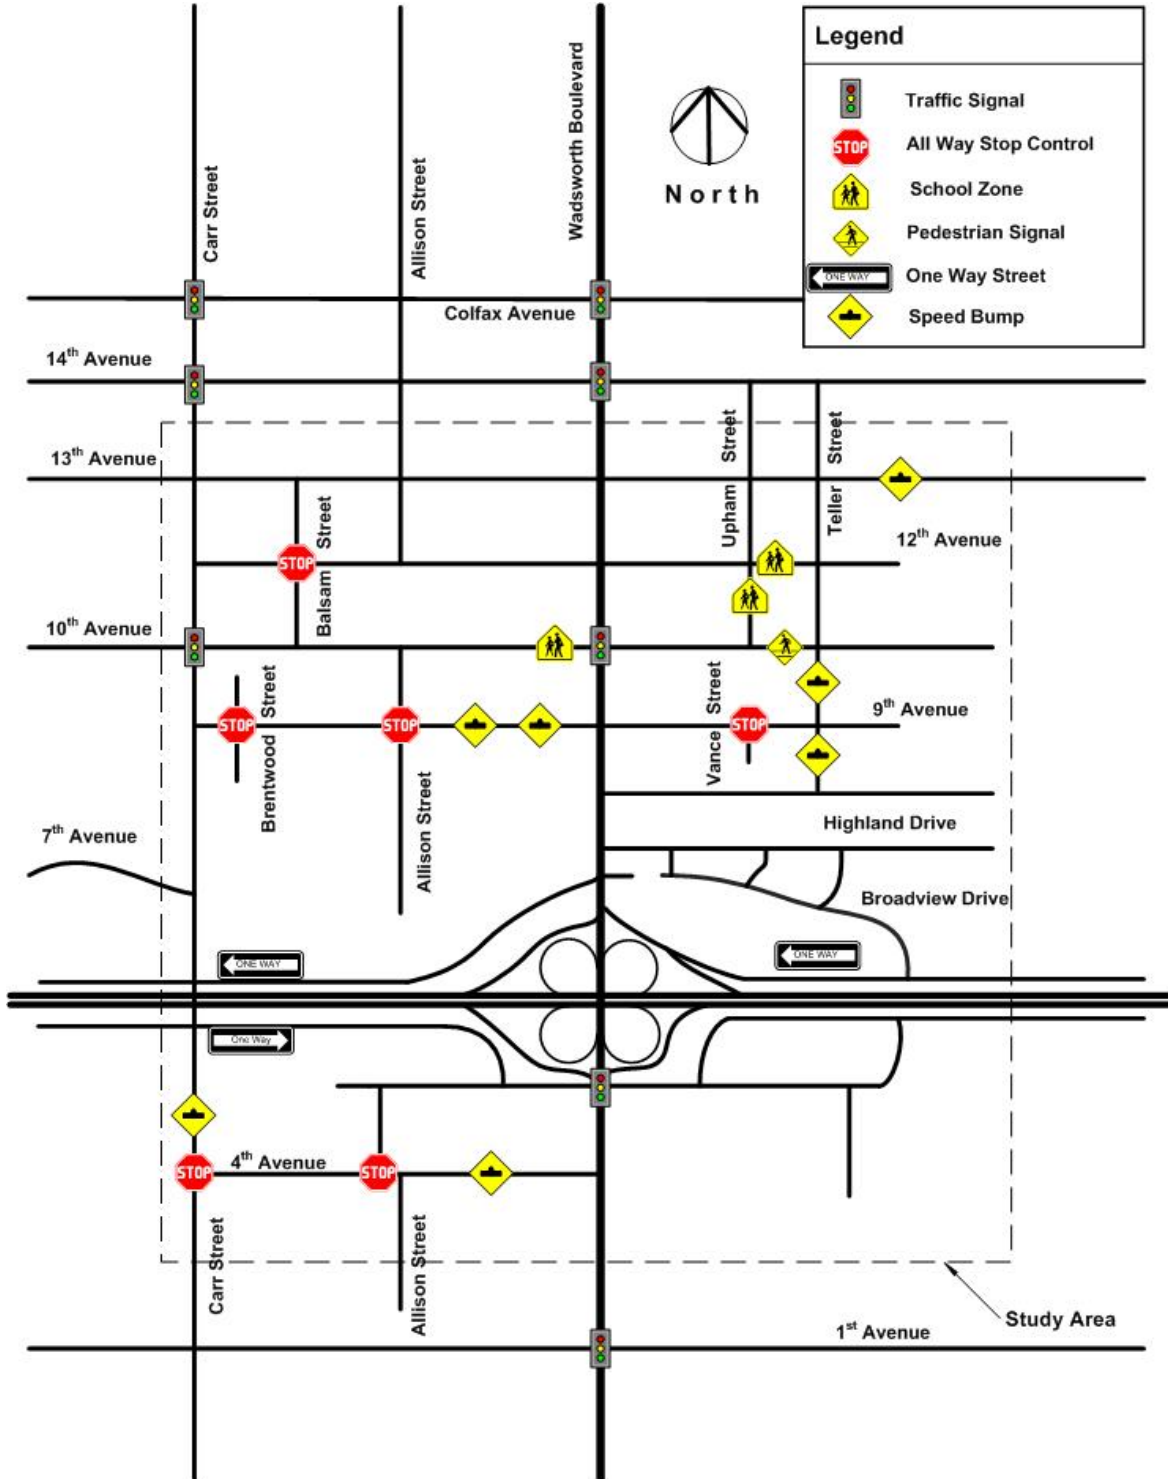 Legend
Traffic Signal
STOP
All Way Stop Control
School Zone
Pedestrian Signal
ONE WAY
One Way Street
Speed Bump
North
Carr Street
Allison Street
Wadsworth Boulevard
Colfax Avenue
14th Avenue
13th Avenue
Upham Street
Teller Street
12th Avenue
STOP
Balsam Street
10th Avenue
STOP
Brentwood Street
STOP
Allison Street
Vance Street
STOP
9th Avenue
Highland Drive
7th Avenue
Broadview Drive
ONE WAY
ONE WAY
One Way
STOP
4th Avenue
STOP
Carr Street
Allison Street
Study Area
1st Avenue